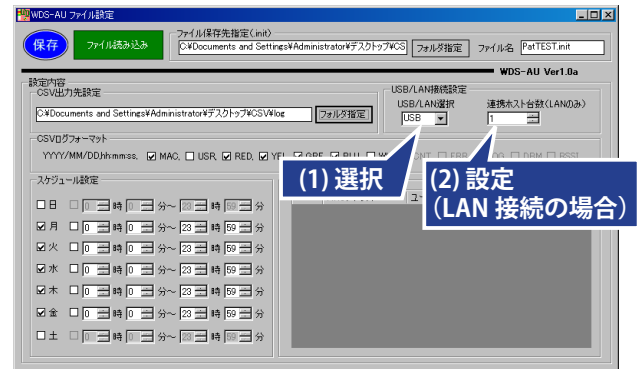 WDS-AU ファイル設定
保存
ファイル読み込み
ファイル保存先指定(.init)
C:¥Documents and Settings¥Administrator¥デスクトップ¥CS
フォルダ指定
ファイル名
PatTEST.init
WDS-AU Ver1.0a
設定内容
CSV出力先設定
C:¥Documents and Settings¥Administrator¥デスクトップ¥CSV¥log
フォルダ指定
USB/LAN接続設定
USB/LAN選択
連携ホスト台数(LANのみ)
USB
1
CSVログフォーマット
YYYY/MM/DD,hh:mm:ss, MAC, USR, RED,
(1) 選択
(2) 設定
(LAN 接続の場合)
スケジュール設定
日 0 時 0 分～ 23 時 59 分
月 0 時 0 分～ 23 時 59 分
火 0 時 0 分～ 23 時 59 分
水 0 時 0 分～ 23 時 59 分
木 0 時 0 分～ 23 時 59 分
金 0 時 0 分～ 23 時 59 分
土 0 時 0 分～ 23 時 59 分